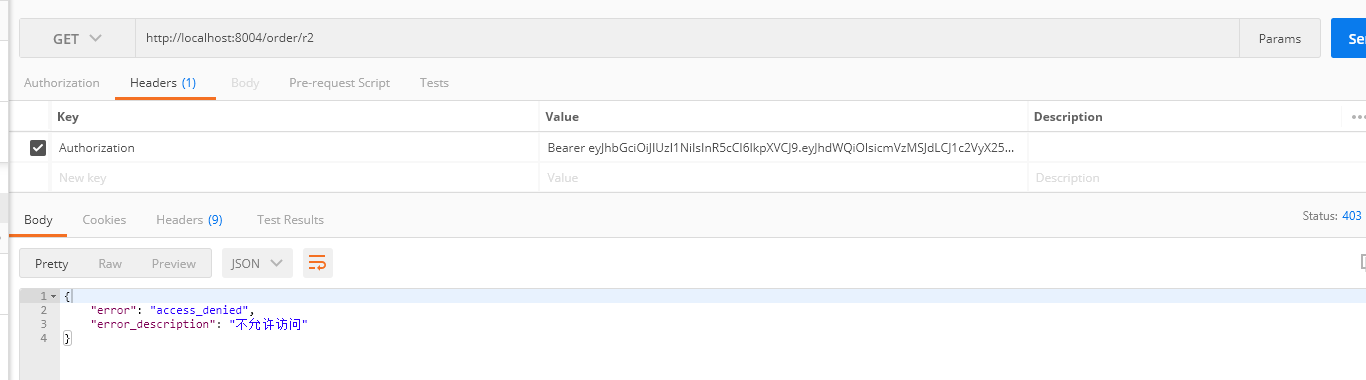 GET http://localhost:8004/order/r2 Params
Authorization Headers (1) Body Pre-request Script Tests
Key Value Description
Authorization Bearer eyJhbGciOiJIUzI1NiIsInR5cCI6IkpXVCJ9.eyJhdWQiOlsicmVzMSJdLCJ1c2VyX25...
New key Value Description
Body Cookies Headers (9) Test Results Status: 403
Pretty Raw Preview JSON
1 {
2 "error": "access_denied",
3 "error_description": "不允许访问"
4 }